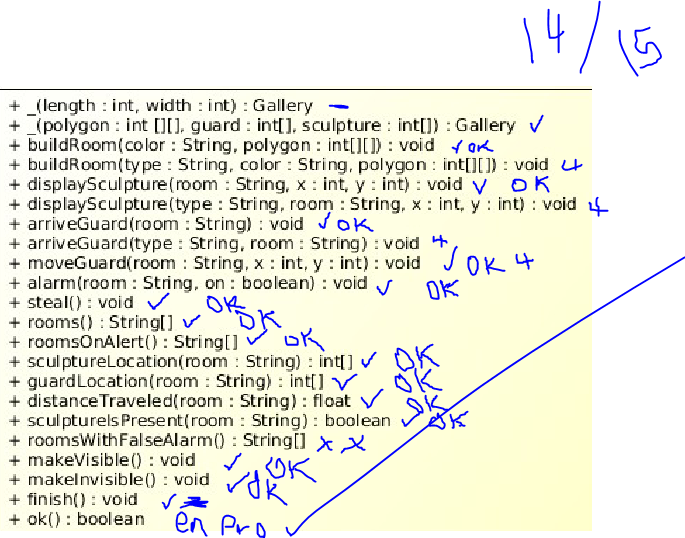 14/15
+ _(length : int, width : int) : Gallery –
+ _(polygon : int [][], guard : int[], sculpture : int[]) : Gallery ✓
+ buildRoom(color : String, polygon : int[][]) : void ✓ OK
+ buildRoom(type : String, color : String, polygon : int[][]) : void 4
+ displaySculpture(room : String, x : int, y : int) : void ✓ OK
+ displaySculpture(type : String, room : String, x : int, y : int) : void 4
+ arriveGuard(room : String) : void ✓ OK
+ arriveGuard(type : String, room : String) : void 4
+ moveGuard(room : String, x : int, y : int) : void ✓ OK 4
+ alarm(room : String, on : boolean) : void ✓ OK
+ steal() : void ✓ OK
+ rooms() : String[] ✓ OK
+ roomsOnAlert() : String[] ✓ OK
+ sculptureLocation(room : String) : int[] ✓ OK
+ guardLocation(room : String) : int[] ✓ OK
+ distanceTraveled(room : String) : float ✓ OK
+ sculptureIsPresent(room : String) : boolean ✓ OK
+ roomsWithFalseAlarm() : String[] x x
+ makeVisible() : void ✓ OK
+ makeInvisible() : void ✓ OK
+ finish() : void ✓
+ ok() : boolean en pro ✓